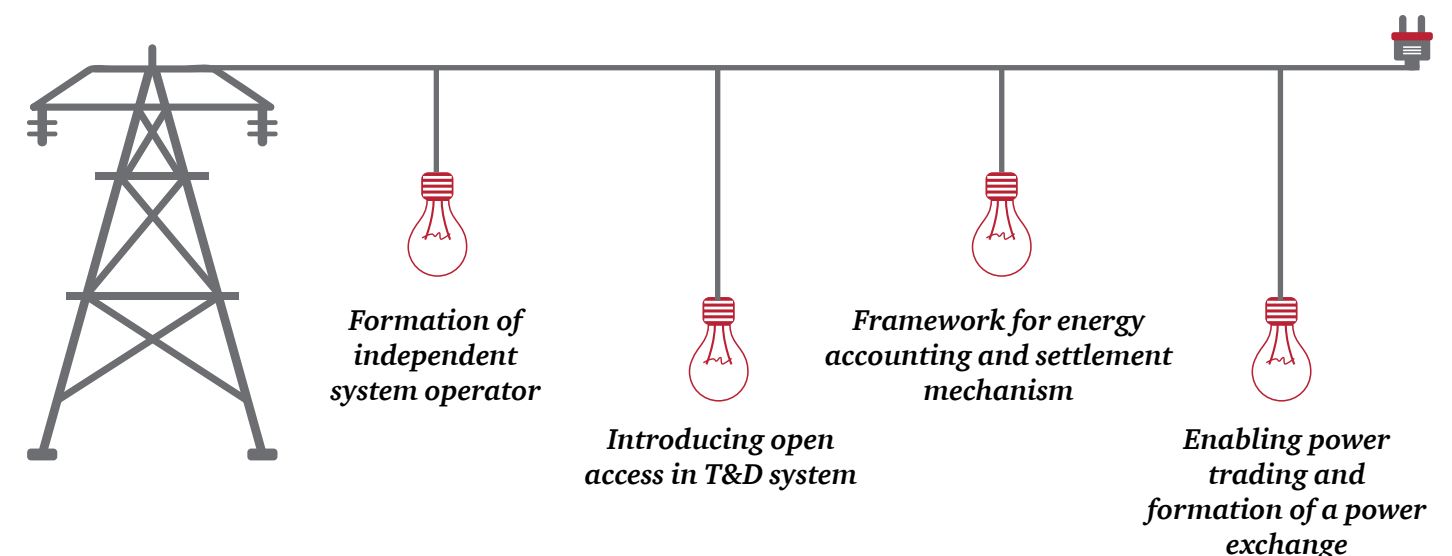 Formation of
independent
system operator
Introducing open
access in T&D system
Framework for energy
accounting and settlement
mechanism
Enabling power
trading and
formation of a power
exchange